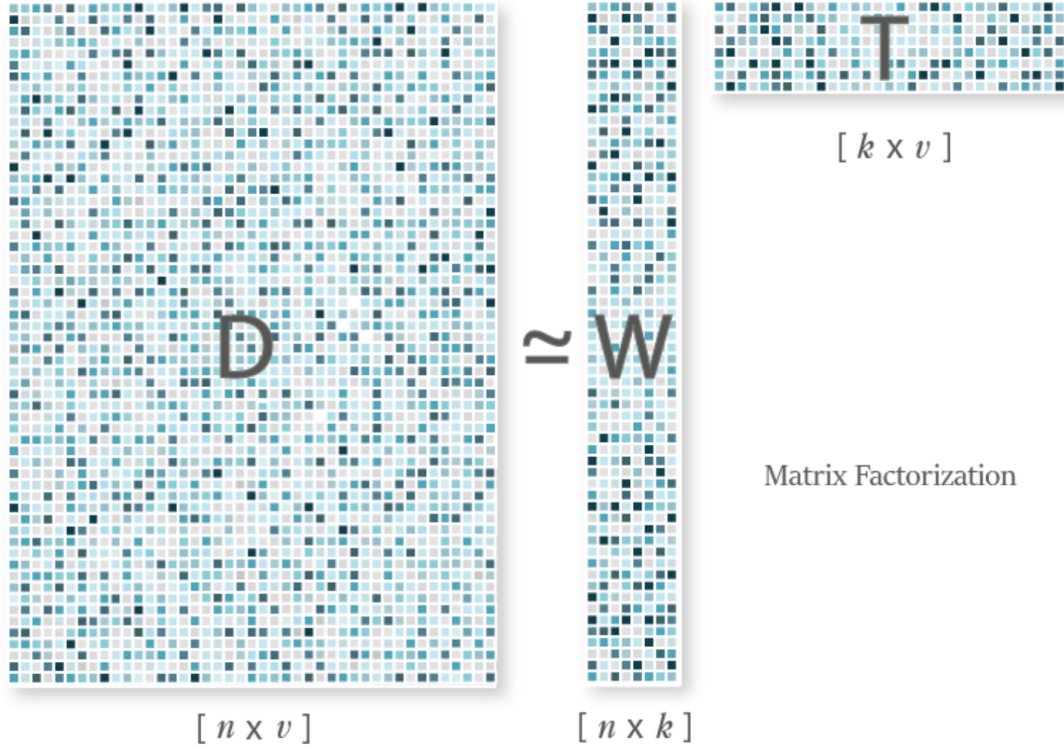 D
≃
W
T
[ k x v ]
Matrix Factorization
[ n x v ]
[ n x k ]